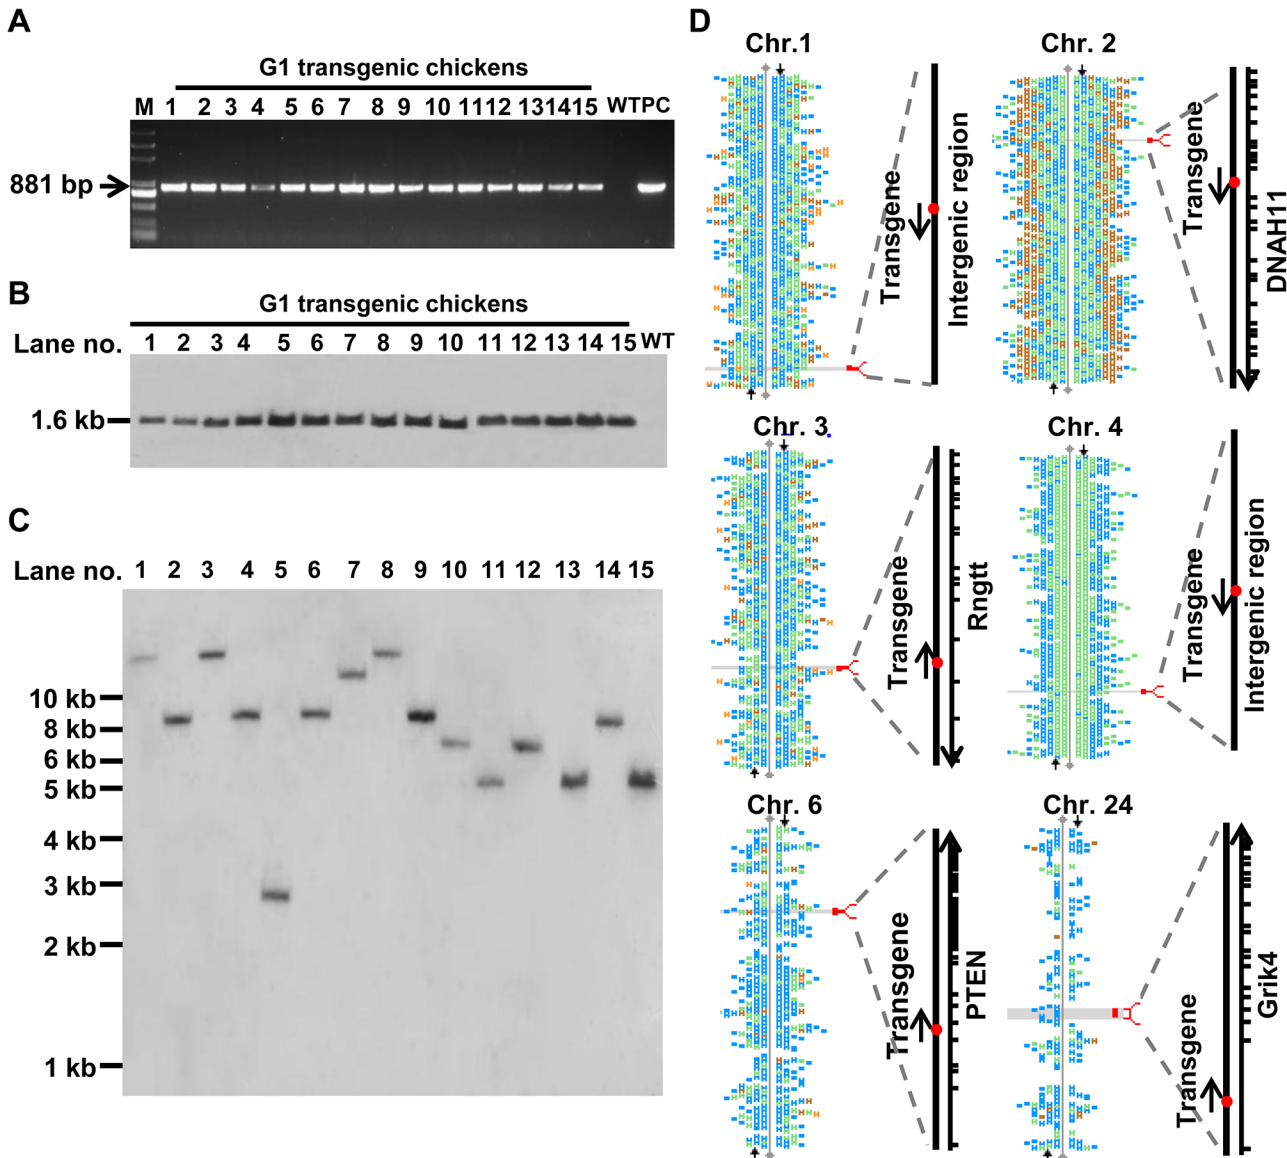 A
G1 transgenic chickens
M 1 2 3 4 5 6 7 8 9 10 11 12 13 14 15 WT PC
881 bp
B
G1 transgenic chickens
Lane no. 1 2 3 4 5 6 7 8 9 10 11 12 13 14 15 WT
1.6 kb
C
Lane no. 1 2 3 4 5 6 7 8 9 10 11 12 13 14 15
10 kb
8 kb
6 kb
5 kb
4 kb
3 kb
2 kb
1 kb
D
Chr.1
Transgene
Intergenic region
Chr. 2
Transgene
DNAH11
Chr. 3
Transgene
Rngtt
Chr. 4
Transgene
Intergenic region
Chr. 6
Transgene
PTEN
Chr. 24
Transgene
Grik4